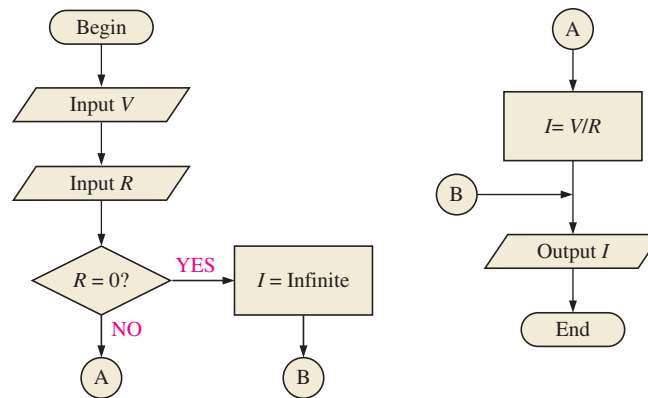 Begin
Input V
Input R
R = 0?
YES
I = Infinite
NO
A
B
A
I= V/R
B
Output I
End